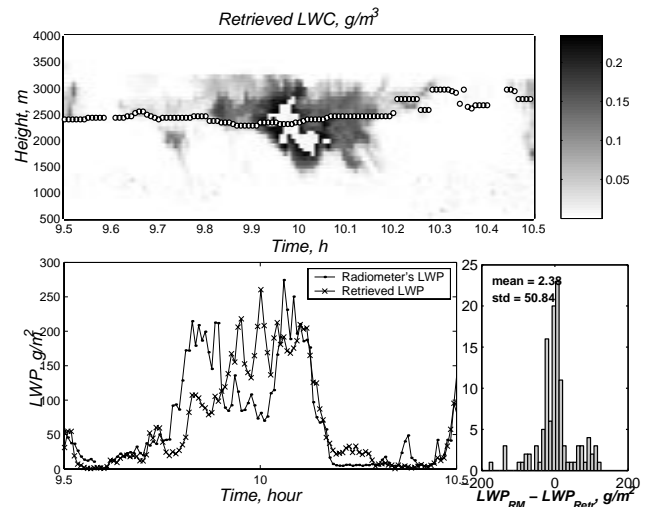 Retrieved LWC, g/m³
4000
3500
3000
2500
2000
1500
1000
500
Height, m
9.5 9.6 9.7 9.8 9.9 10 10.1 10.2 10.3 10.4 10.5
Time, h
0.2
0.15
0.1
0.05
300
250
200
150
100
50
0
LWP, g/m²
Radiometer's LWP
Retrieved LWP
9.5 10 10.5
Time, hour
25
20
15
10
5
0
mean = 2.38
std = 50.84
-200 0 200
LWP_RM − LWP_Retr, g/m²